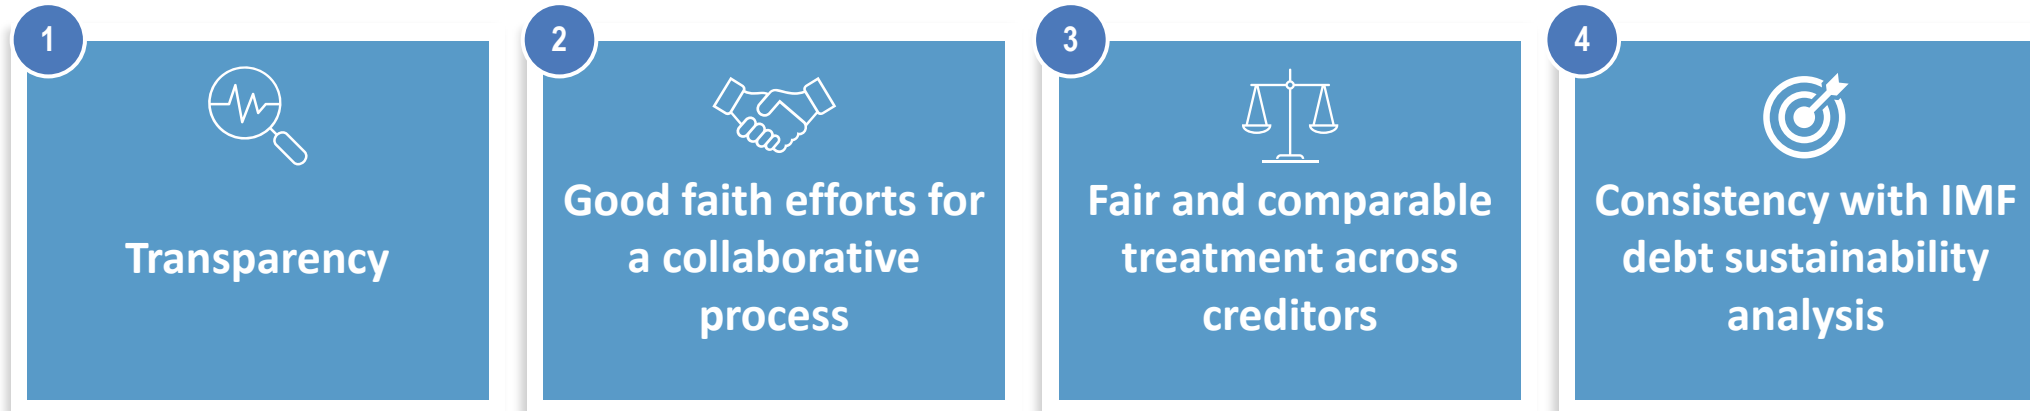 1
Transparency
2
Good faith efforts for
a collaborative
process
3
Fair and comparable
treatment across
creditors
4
Consistency with IMF
debt sustainability
analysis